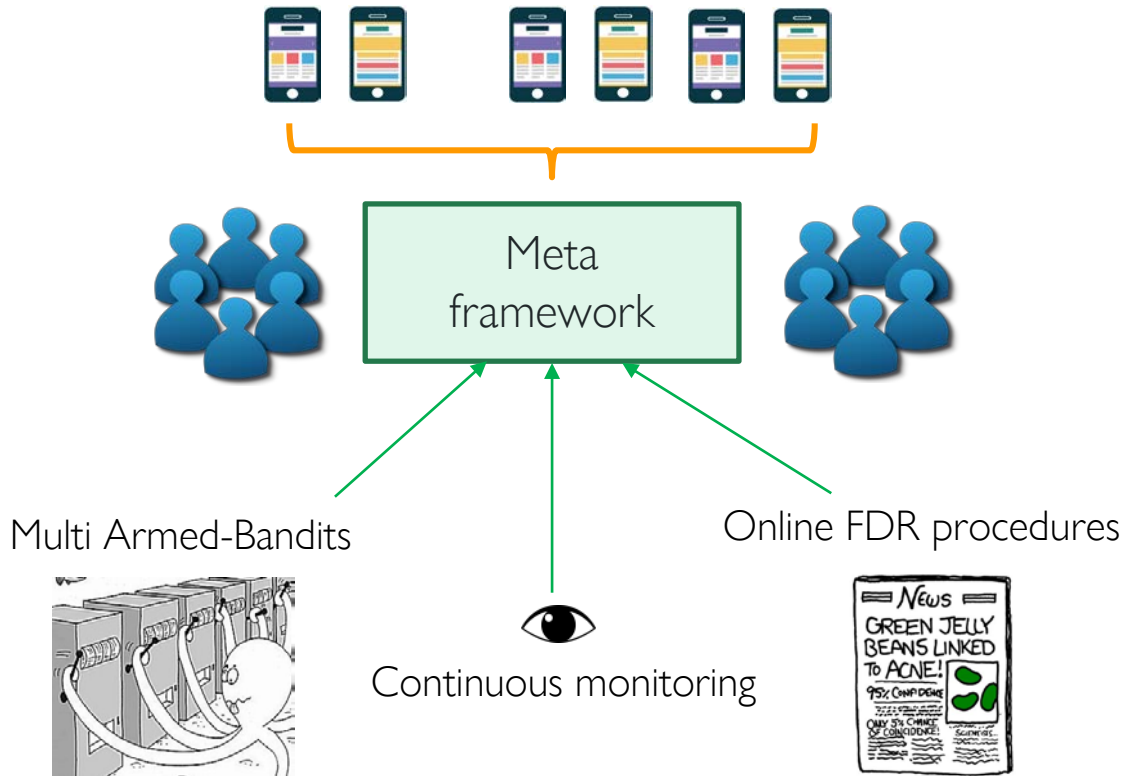 Meta
framework
Multi Armed-Bandits
Online FDR procedures
Continuous monitoring
NEWS
GREEN JELLY
BEANS LINKED
TO ACNE!
95% CONFIDENCE
ONLY 5% CHANCE
OF COINCIDENCE!
SCIENTISTS...